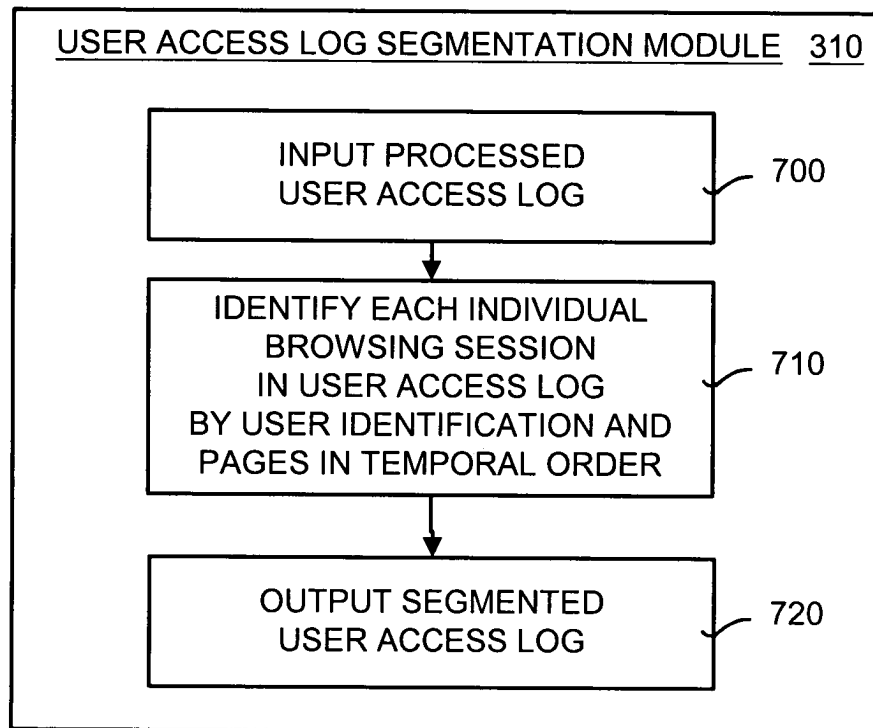 USER ACCESS LOG SEGMENTATION MODULE 310
INPUT PROCESSED
USER ACCESS LOG
700
IDENTIFY EACH INDIVIDUAL
BROWSING SESSION
IN USER ACCESS LOG
BY USER IDENTIFICATION AND
PAGES IN TEMPORAL ORDER
710
OUTPUT SEGMENTED
USER ACCESS LOG
720